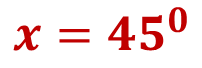 x = 45⁰